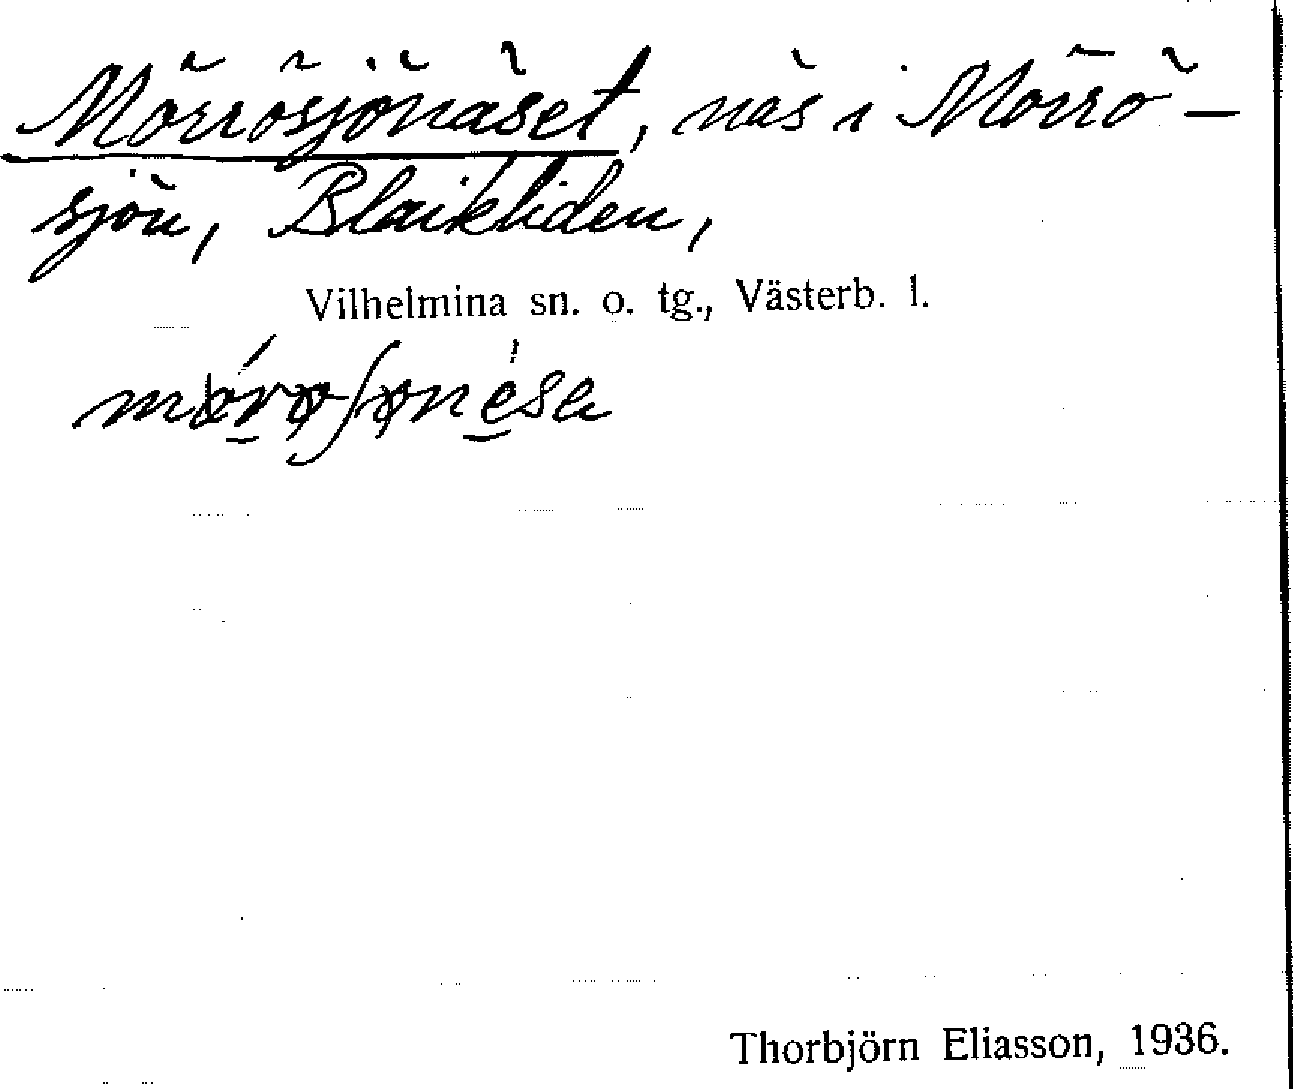 Mörrösjönäset, näs i Mörrö-
sjön, Blaikliden,
Vilhelmina sn. o. tg., Västerb. l.
Thorbjörn Eliasson, 1936.